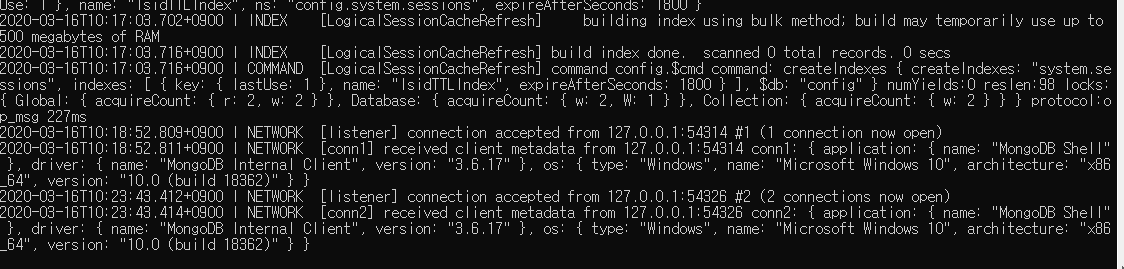 Use: 1 }, name: "lsidTTLIndex", ns: "config.system.sessions", expireAfterSeconds: 1800 }
2020-03-16T10:17:03.702+0900 | INDEX    [LogicalSessionCacheRefresh]     building index using bulk method; build may temporarily use up to
500 megabytes of RAM
2020-03-16T10:17:03.716+0900 | INDEX    [LogicalSessionCacheRefresh] build index done.  scanned 0 total records. 0 secs
2020-03-16T10:17:03.716+0900 | COMMAND  [LogicalSessionCacheRefresh] command config.$cmd command: createIndexes { createIndexes: "system.se
ssions", indexes: [ { key: { lastUse: 1 }, name: "lsidTTLIndex", expireAfterSeconds: 1800 } ], $db: "config" } numYields:0 reslen:98 locks:
{ Global: { acquireCount: { r: 2, w: 2 } }, Database: { acquireCount: { w: 2, W: 1 } }, Collection: { acquireCount: { w: 2 } } } protocol:o
p_msg 227ms
2020-03-16T10:18:52.809+0900 | NETWORK  [listener] connection accepted from 127.0.0.1:54314 #1 (1 connection now open)
2020-03-16T10:18:52.811+0900 | NETWORK  [conn1] received client metadata from 127.0.0.1:54314 conn1: { application: { name: "MongoDB Shell"
 }, driver: { name: "MongoDB Internal Client", version: "3.6.17" }, os: { type: "Windows", name: "Microsoft Windows 10", architecture: "x86
_64", version: "10.0 (build 18362)" } }
2020-03-16T10:23:43.412+0900 | NETWORK  [listener] connection accepted from 127.0.0.1:54326 #2 (2 connections now open)
2020-03-16T10:23:43.414+0900 | NETWORK  [conn2] received client metadata from 127.0.0.1:54326 conn2: { application: { name: "MongoDB Shell"
 }, driver: { name: "MongoDB Internal Client", version: "3.6.17" }, os: { type: "Windows", name: "Microsoft Windows 10", architecture: "x86
_64", version: "10.0 (build 18362)" } }